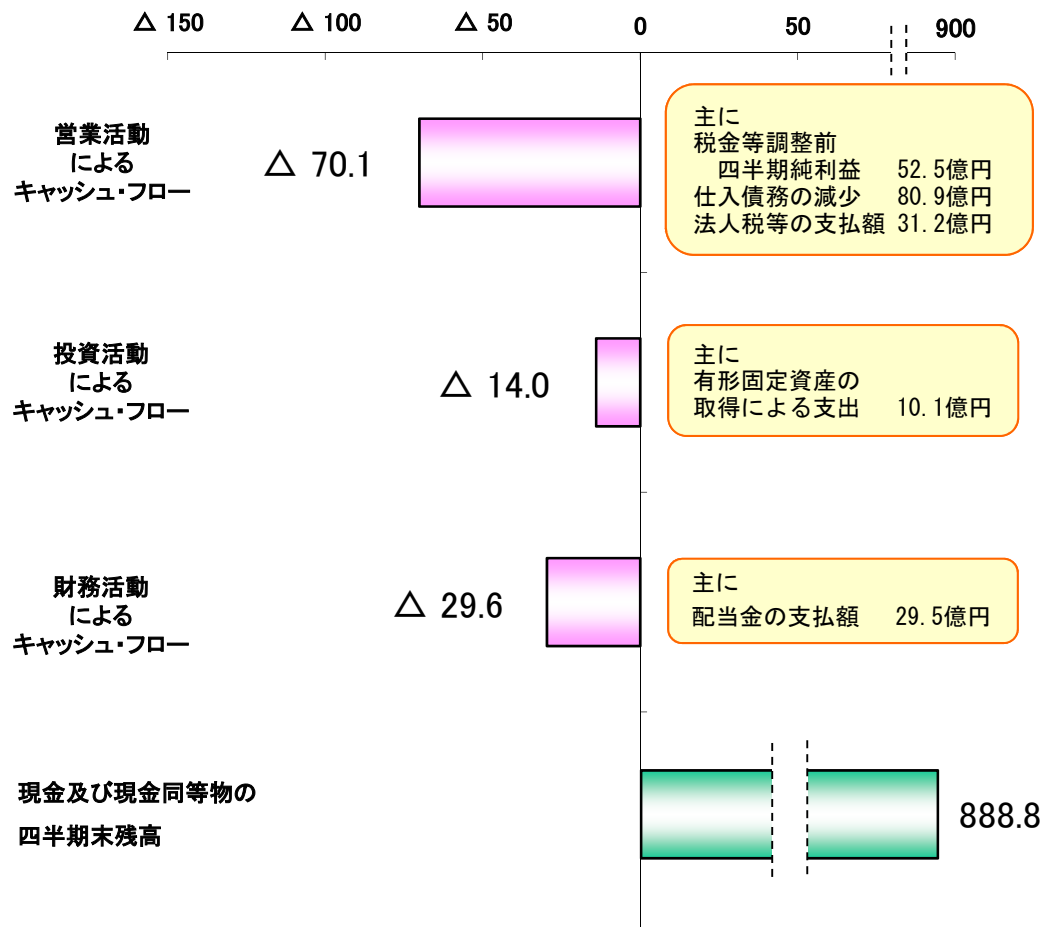 △ 150 △ 100 △ 50 0 50 900
営業活動
による
キャッシュ・フロー
△ 70.1
主に
税金等調整前
四半期純利益 52.5億円
仕入債務の減少 80.9億円
法人税等の支払額 31.2億円
投資活動
による
キャッシュ・フロー
△ 14.0
主に
有形固定資産の
取得による支出 10.1億円
財務活動
による
キャッシュ・フロー
△ 29.6
主に
配当金の支払額 29.5億円
現金及び現金同等物の
四半期末残高
888.8